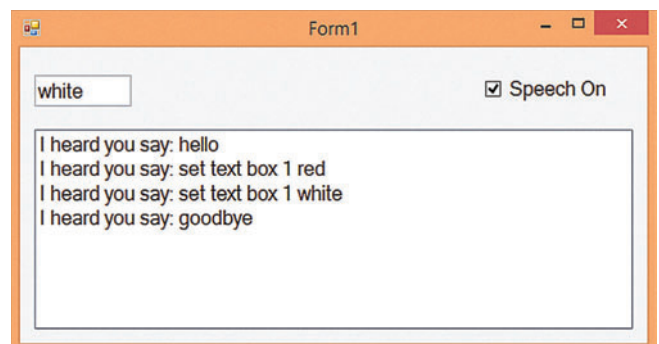 Form1
white
Speech On
I heard you say: hello
I heard you say: set text box 1 red
I heard you say: set text box 1 white
I heard you say: goodbye